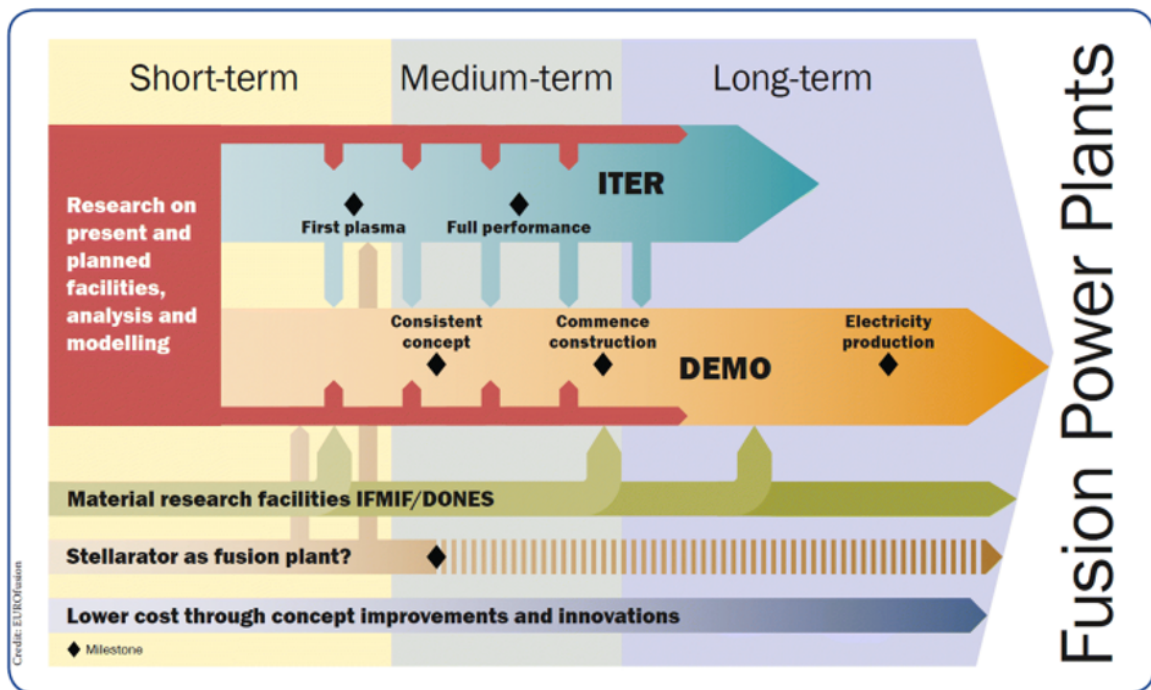 Short-term
Medium-term
Long-term
Research on
present and
planned
facilities,
analysis and
modelling
ITER
First plasma
Full performance
Consistent
concept
Commence
construction
Electricity
production
DEMO
Material research facilities IFMIF/DONES
Stellarator as fusion plant?
Lower cost through concept improvements and innovations
Milestone
Credit: EUROfusion
Fusion Power Plants